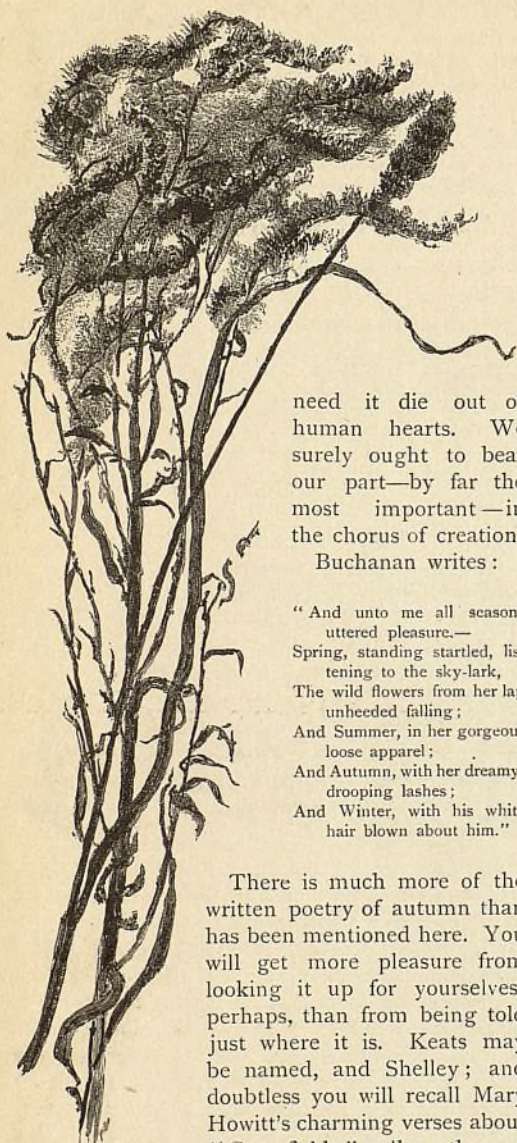 need it die out o
human hearts. We
surely ought to bea
our part—by far the
most important—in
the chorus of creation
Buchanan writes:
“And unto me all season
uttered pleasure.—
Spring, standing startled, lis
tening to the sky-lark,
The wild flowers from her lap
unheeded falling;
And Summer, in her gorgeou
loose apparel;
And Autumn, with her dreamy
drooping lashes;
And Winter, with his whit
hair blown about him.”
There is much more of the
written poetry of autumn than
has been mentioned here. You
will get more pleasure from
looking it up for yourselves,
perhaps, than from being told
just where it is. Keats may
be named, and Shelley; and
doubtless you will recall Mary
Howitt's charming verses abou